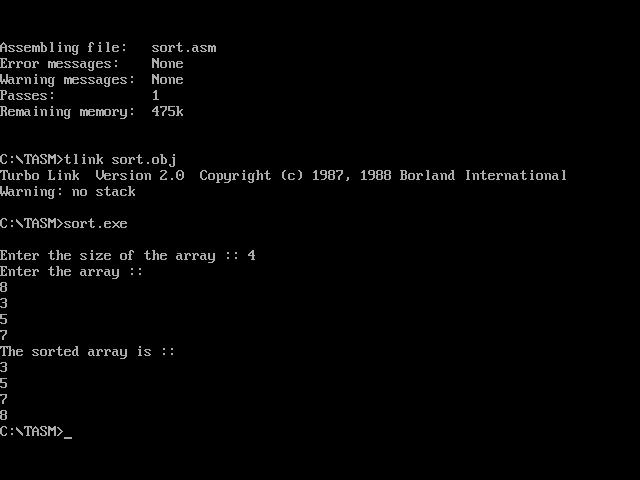 Assembling file:   sort.asm
Error messages:    None
Warning messages:  None
Passes:            1
Remaining memory:  475k
C:\TASM>tlink sort.obj
Turbo Link  Version 2.0  Copyright (c) 1987, 1988 Borland International
Warning: no stack
C:\TASM>sort.exe
Enter the size of the array :: 4
Enter the array ::
8
3
5
7
The sorted array is ::
3
5
7
8
C:\TASM>_